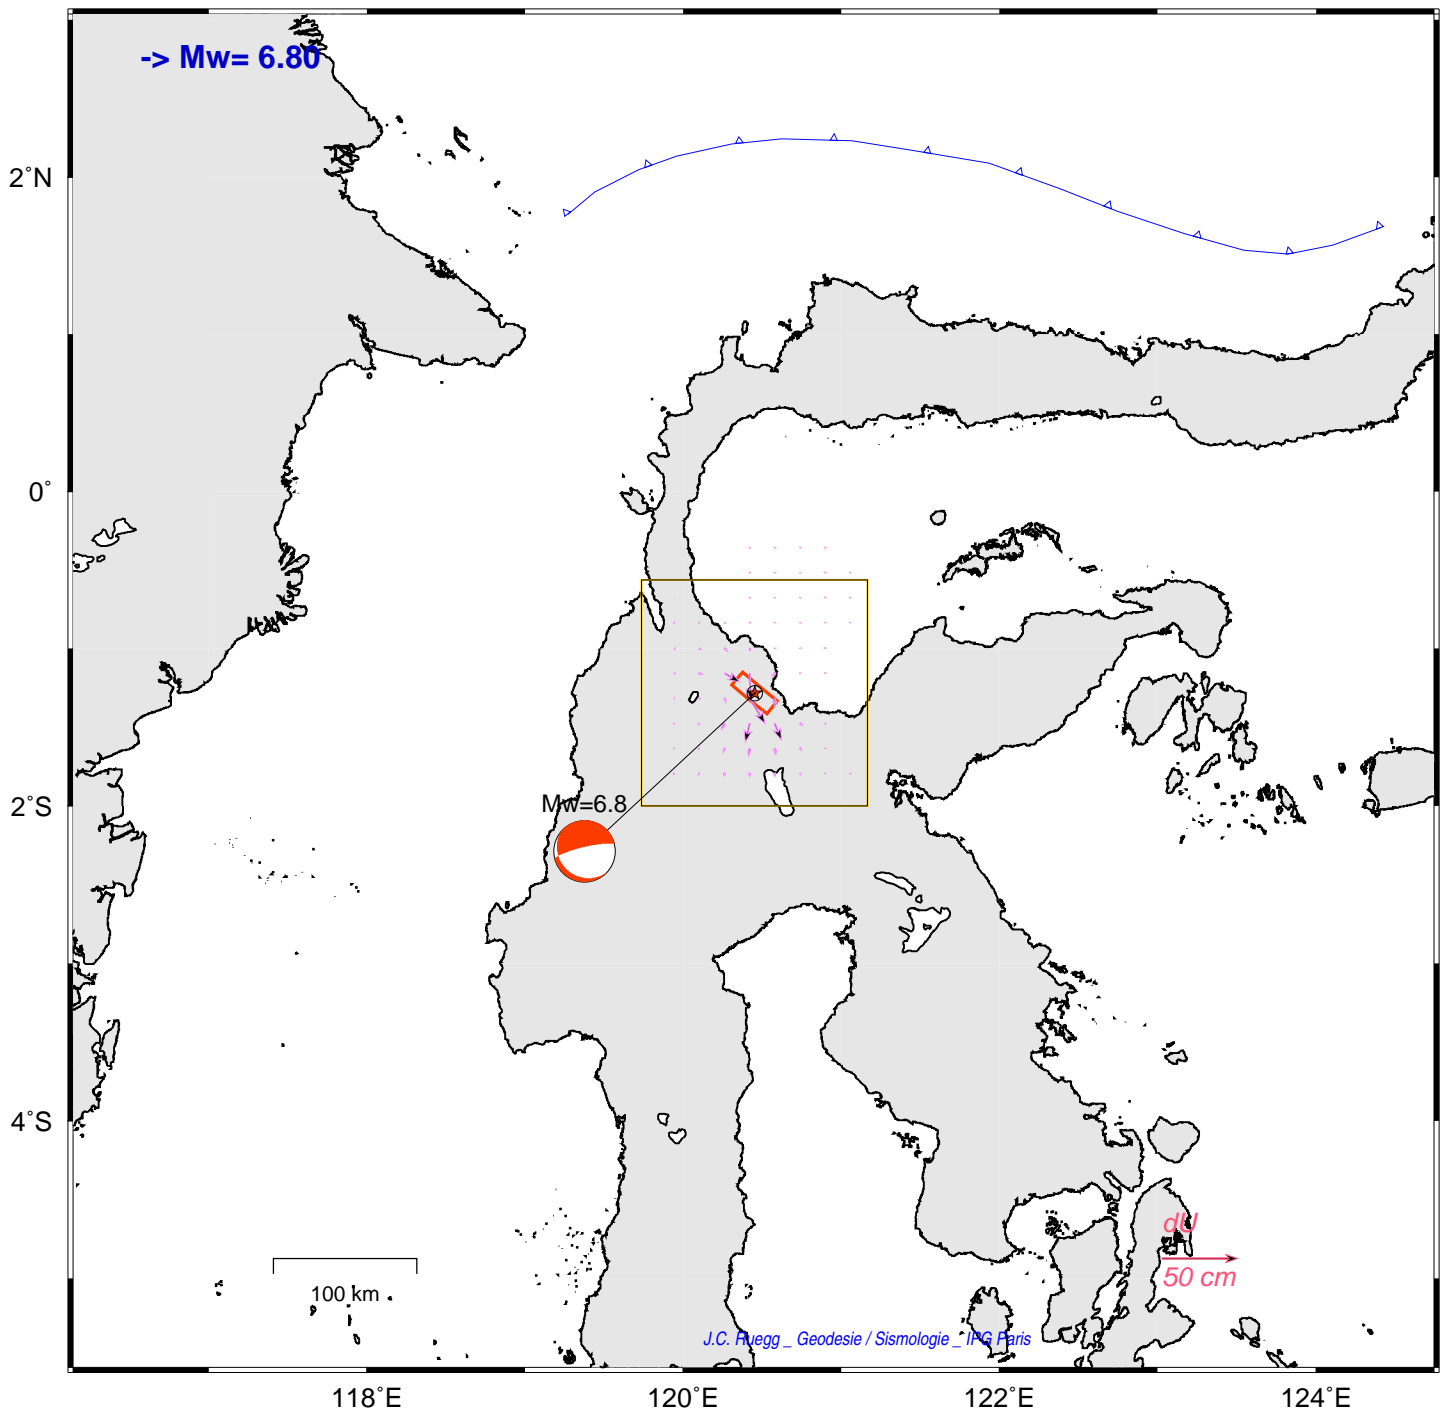 -> Mw= 6.80
2˚N
0˚
Mw=6.8
2˚S
4˚S
dU
50 cm
100 km
J.C. Ruegg _ Geodesie / Sismologie _ IPG Paris
118˚E
120˚E
122˚E
124˚E